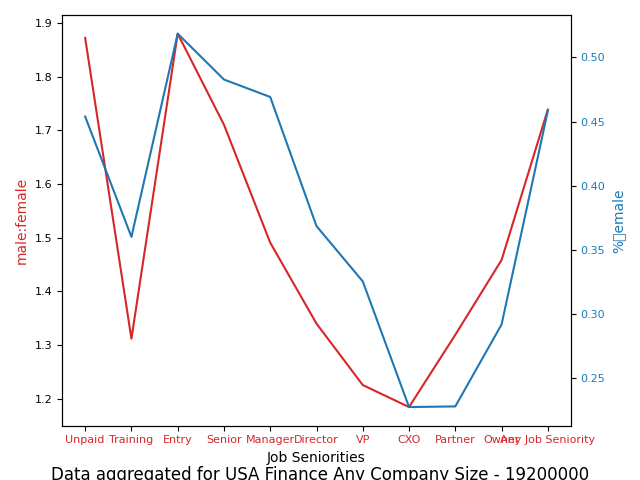 1.9
1.8
1.7
1.6
1.5
1.4
1.3
1.2
male:female
0.50
0.45
0.40
0.35
0.30
0.25
%▯emale
Unpaid Training Entry Senior Manager Director VP CXO Partner Owner Any Job Seniority
Job Seniorities
Data aggregated for USA Finance Any Company Size - 19200000